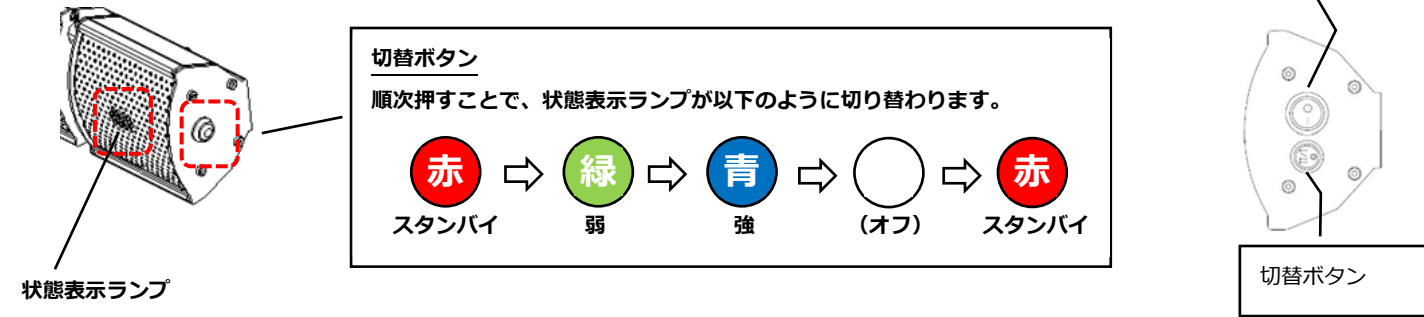 切替ボタン
順次押すことで、状態表示ランプが以下のように切り替わります。
赤 緑 青 赤
スタンバイ 弱 強 （オフ） スタンバイ
状態表示ランプ
切替ボタン